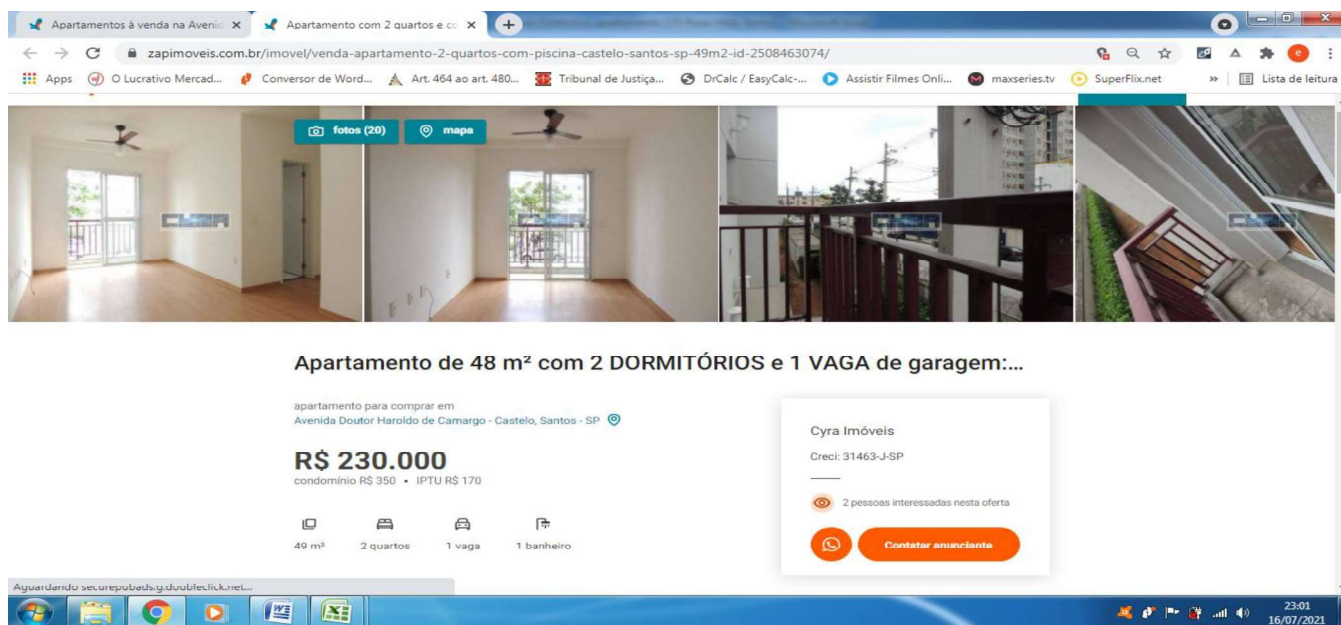 Apartamentos à venda na Avenic
Apartamento com 2 quartos e co
zapimoveis.com.br/imovel/venda-apartamento-2-quartos-com-piscina-castelo-santos-sp-49m2-id-2508463074/
Apps
O Lucrativo Mercad...
Conversor de Word...
Art. 464 ao art. 480...
Tribunal de Justiça...
DrCalc / EasyCalc-...
Assistir Filmes Onli...
maxseries.tv
SuperFlix.net
»
Lista de leitura
fotos (20)
mapa
Apartamento de 48 m² com 2 DORMITÓRIOS e 1 VAGA de garagem:...
apartamento para comprar em
Avenida Doutor Haroldo de Camargo - Castelo, Santos - SP
R$ 230.000
condomínio R$ 350 • IPTU R$ 170
49 m²
2 quartos
1 vaga
1 banheiro
Cyra Imóveis
Creci: 31463-J-SP
2 pessoas interessadas nesta oferta
Contatar anunciante
Aguardando securepubads.g.doubleclick.net...
23:01
16/07/2021